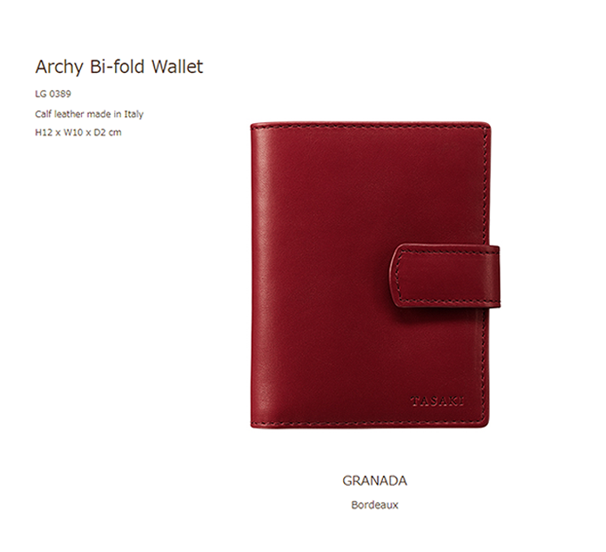 Archy Bi-fold Wallet
LG 0389
Calf leather made in Italy
H12 x W10 x D2 cm
TASAKI
GRANADA
Bordeaux